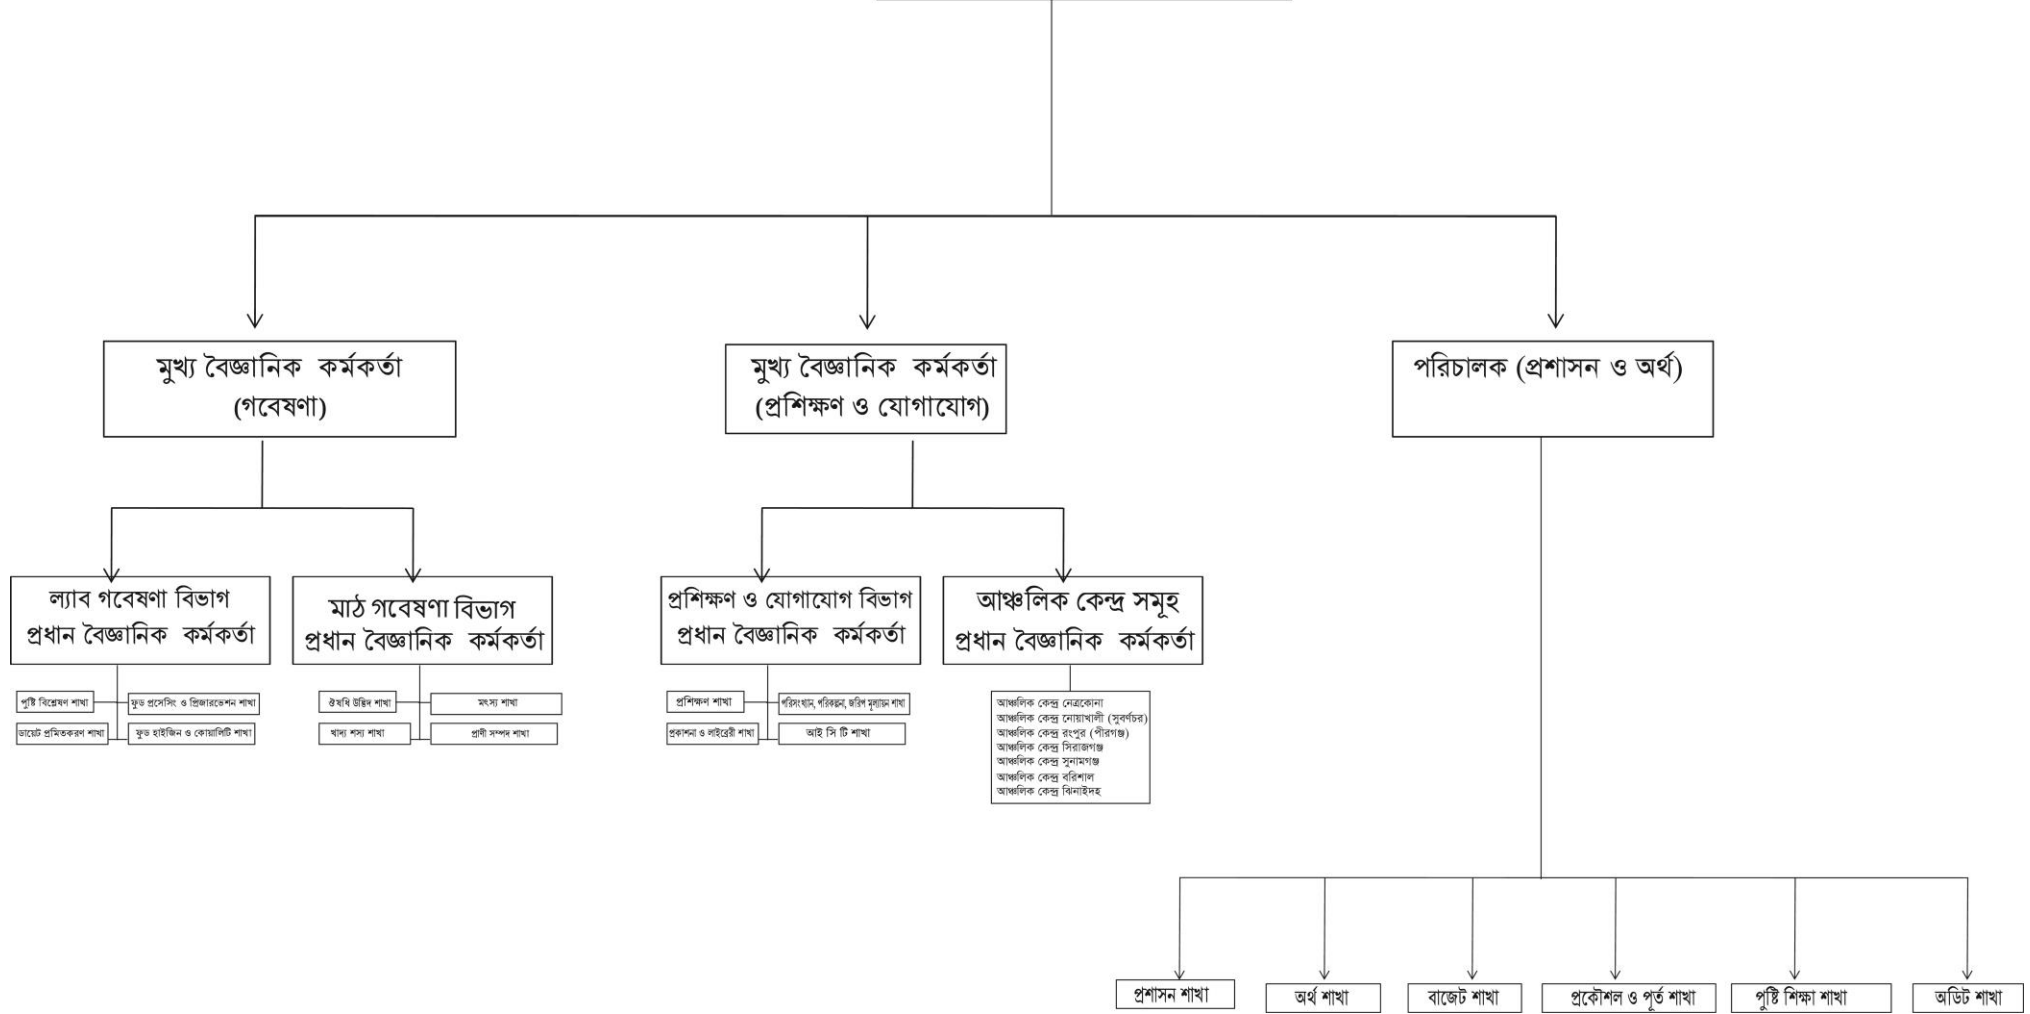 মুখ্য বৈজ্ঞানিক কর্মকর্তা
(গবেষণা)
মুখ্য বৈজ্ঞানিক কর্মকর্তা
(প্রশিক্ষণ ও যোগাযোগ)
পরিচালক (প্রশাসন ও অর্থ)
ল্যাব গবেষণা বিভাগ
প্রধান বৈজ্ঞানিক কর্মকর্তা
মাঠ গবেষণা বিভাগ
প্রধান বৈজ্ঞানিক কর্মকর্তা
প্রশিক্ষণ ও যোগাযোগ বিভাগ
প্রধান বৈজ্ঞানিক কর্মকর্তা
আঞ্চলিক কেন্দ্র সমূহ
প্রধান বৈজ্ঞানিক কর্মকর্তা
পুষ্টি বিশ্লেষণ শাখা
ফুড প্রসেসিং ও প্রিজারভেশন শাখা
ডায়েট প্রমিতকরণ শাখা
ফুড হাইজিন ও কোয়ালিটি শাখা
ঔষধি উদ্ভিদ শাখা
মৎস্য শাখা
খাদ্য শস্য শাখা
প্রাণী সম্পদ শাখা
প্রশিক্ষণ শাখা
পরিসংখ্যান, পরিকল্পনা, জরিপ মূল্যায়ন শাখা
প্রকাশনা ও লাইব্রেরী শাখা
আই সি টি শাখা
আঞ্চলিক কেন্দ্র নেত্রকোনা
আঞ্চলিক কেন্দ্র নোয়াখালী (সুবর্ণচর)
আঞ্চলিক কেন্দ্র রংপুর (পীরগঞ্জ)
আঞ্চলিক কেন্দ্র সিরাজগঞ্জ
আঞ্চলিক কেন্দ্র সুনামগঞ্জ
আঞ্চলিক কেন্দ্র বরিশাল
আঞ্চলিক কেন্দ্র ঝিনাইদহ
প্রশাসন শাখা
অর্থ শাখা
বাজেট শাখা
প্রকৌশল ও পূর্ত শাখা
পুষ্টি শিক্ষা শাখা
অডিট শাখা